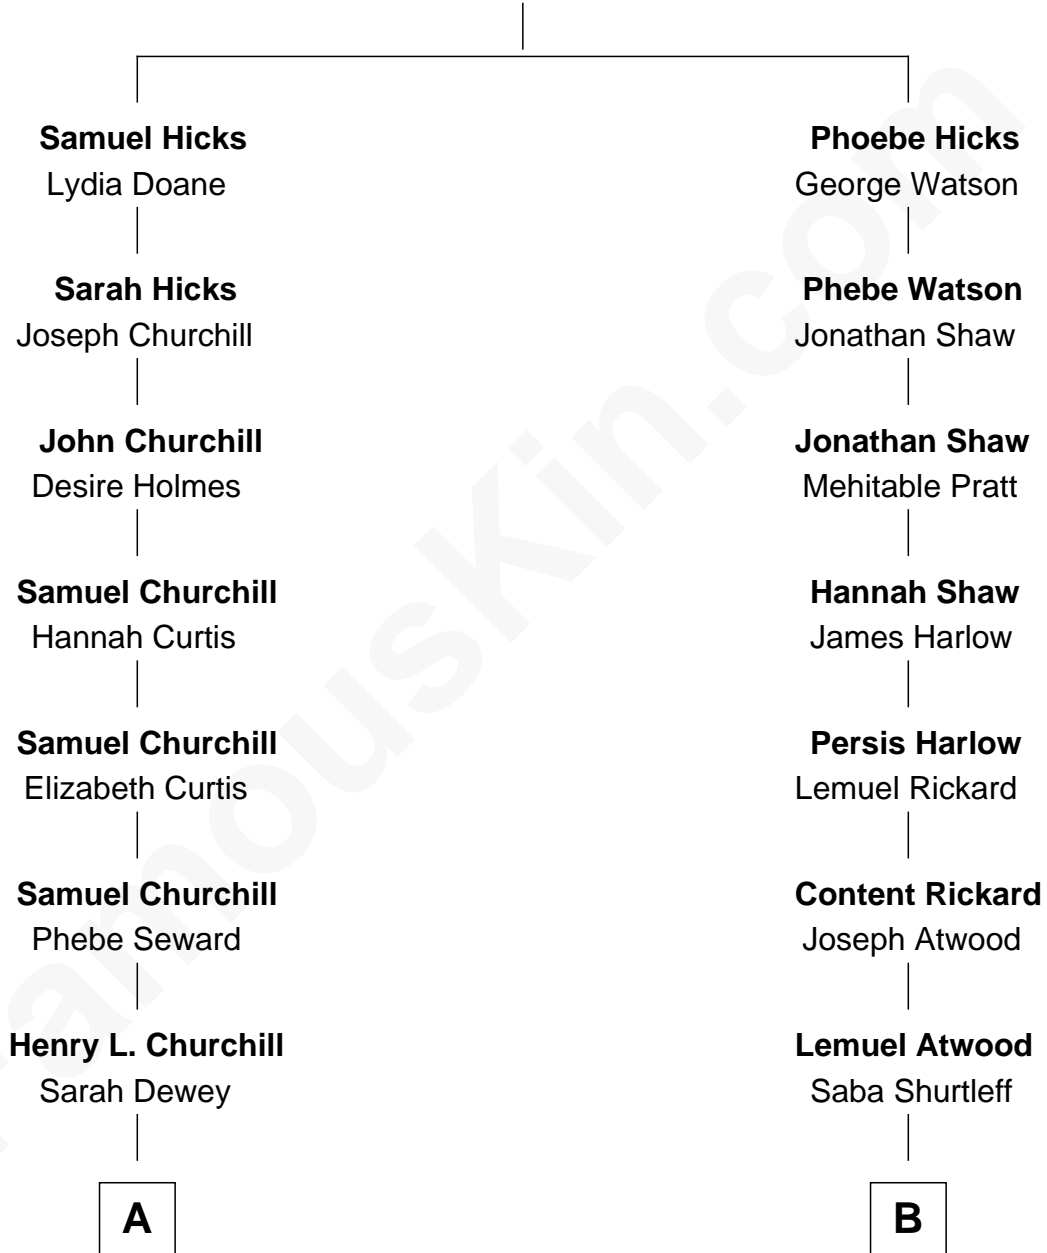 Samuel Hicks
Lydia Doane
Phoebe Hicks
George Watson
Sarah Hicks
Joseph Churchill
Phebe Watson
Jonathan Shaw
John Churchill
Desire Holmes
Jonathan Shaw
Mehitable Pratt
Samuel Churchill
Hannah Curtis
Hannah Shaw
James Harlow
Samuel Churchill
Elizabeth Curtis
Persis Harlow
Lemuel Rickard
Samuel Churchill
Phebe Seward
Content Rickard
Joseph Atwood
Henry L. Churchill
Sarah Dewey
Lemuel Atwood
Saba Shurtleff
A
B
FamousKin.com